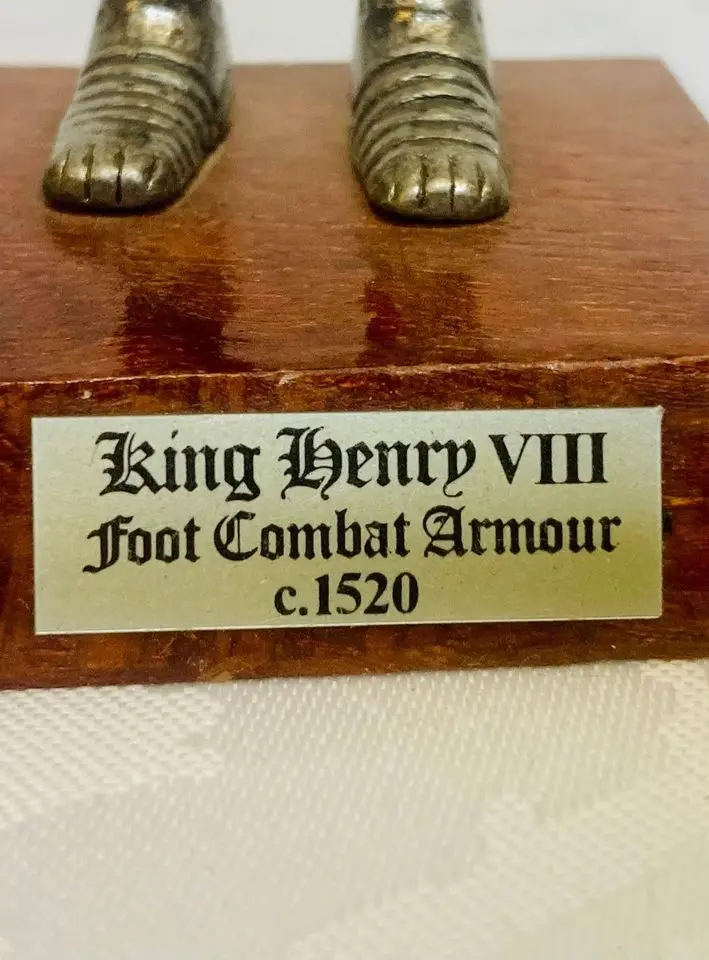 King Henry VIII
Foot Combat Armour
c.1520